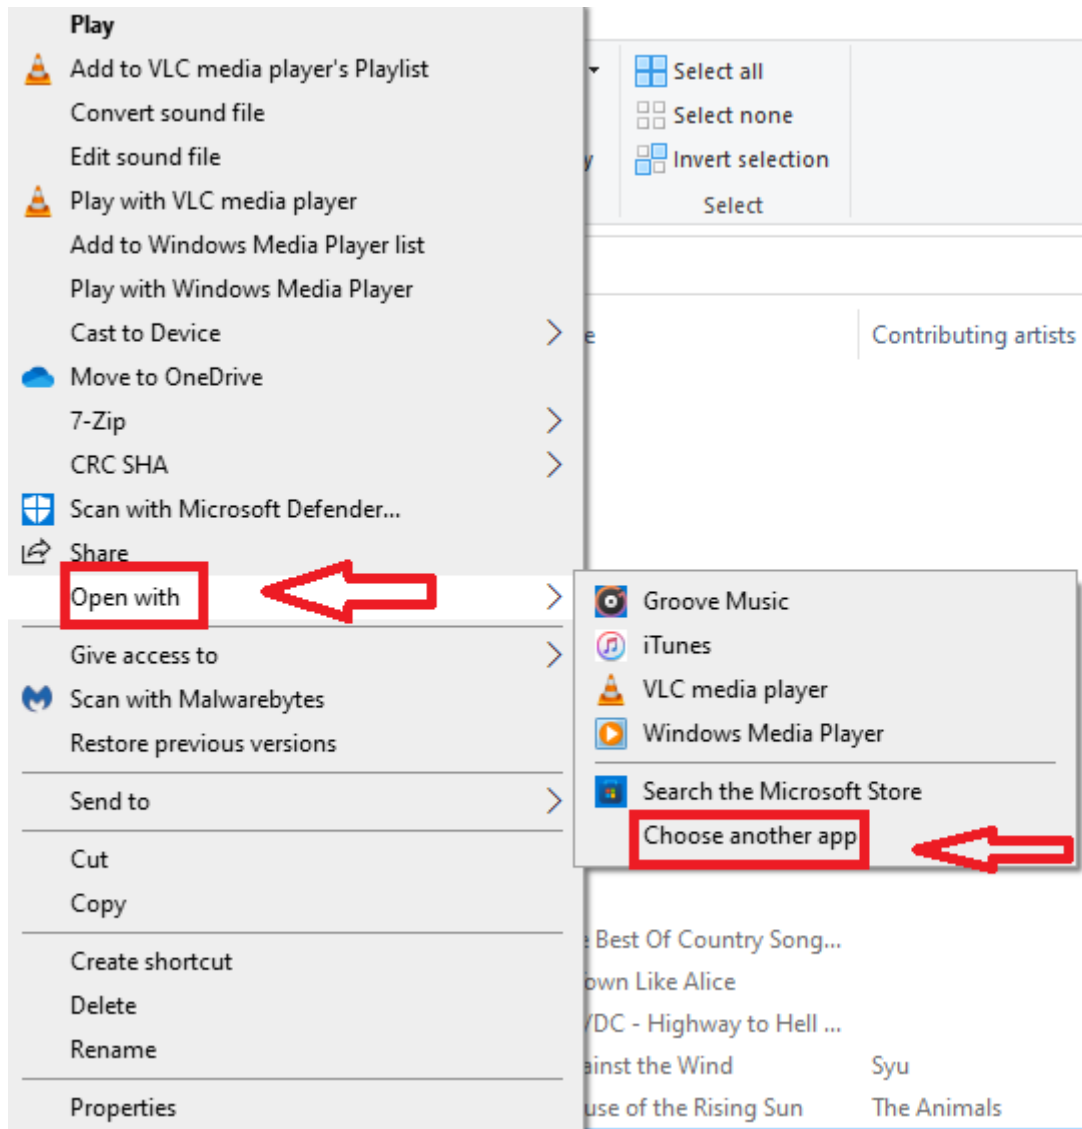 Play
Add to VLC media player's Playlist
Convert sound file
Edit sound file
Play with VLC media player
Add to Windows Media Player list
Play with Windows Media Player
Cast to Device
Move to OneDrive
7-Zip
CRC SHA
Scan with Microsoft Defender...
Share
Open with
Give access to
Scan with Malwarebytes
Restore previous versions
Send to
Cut
Copy
Create shortcut
Delete
Rename
Properties
Select all
Select none
Invert selection
Select
Contributing artists
Groove Music
iTunes
VLC media player
Windows Media Player
Search the Microsoft Store
Choose another app
Best Of Country Song...
Like Alice
/DC - Highway to Hell ...
the Wind Syu
of the Rising Sun The Animals